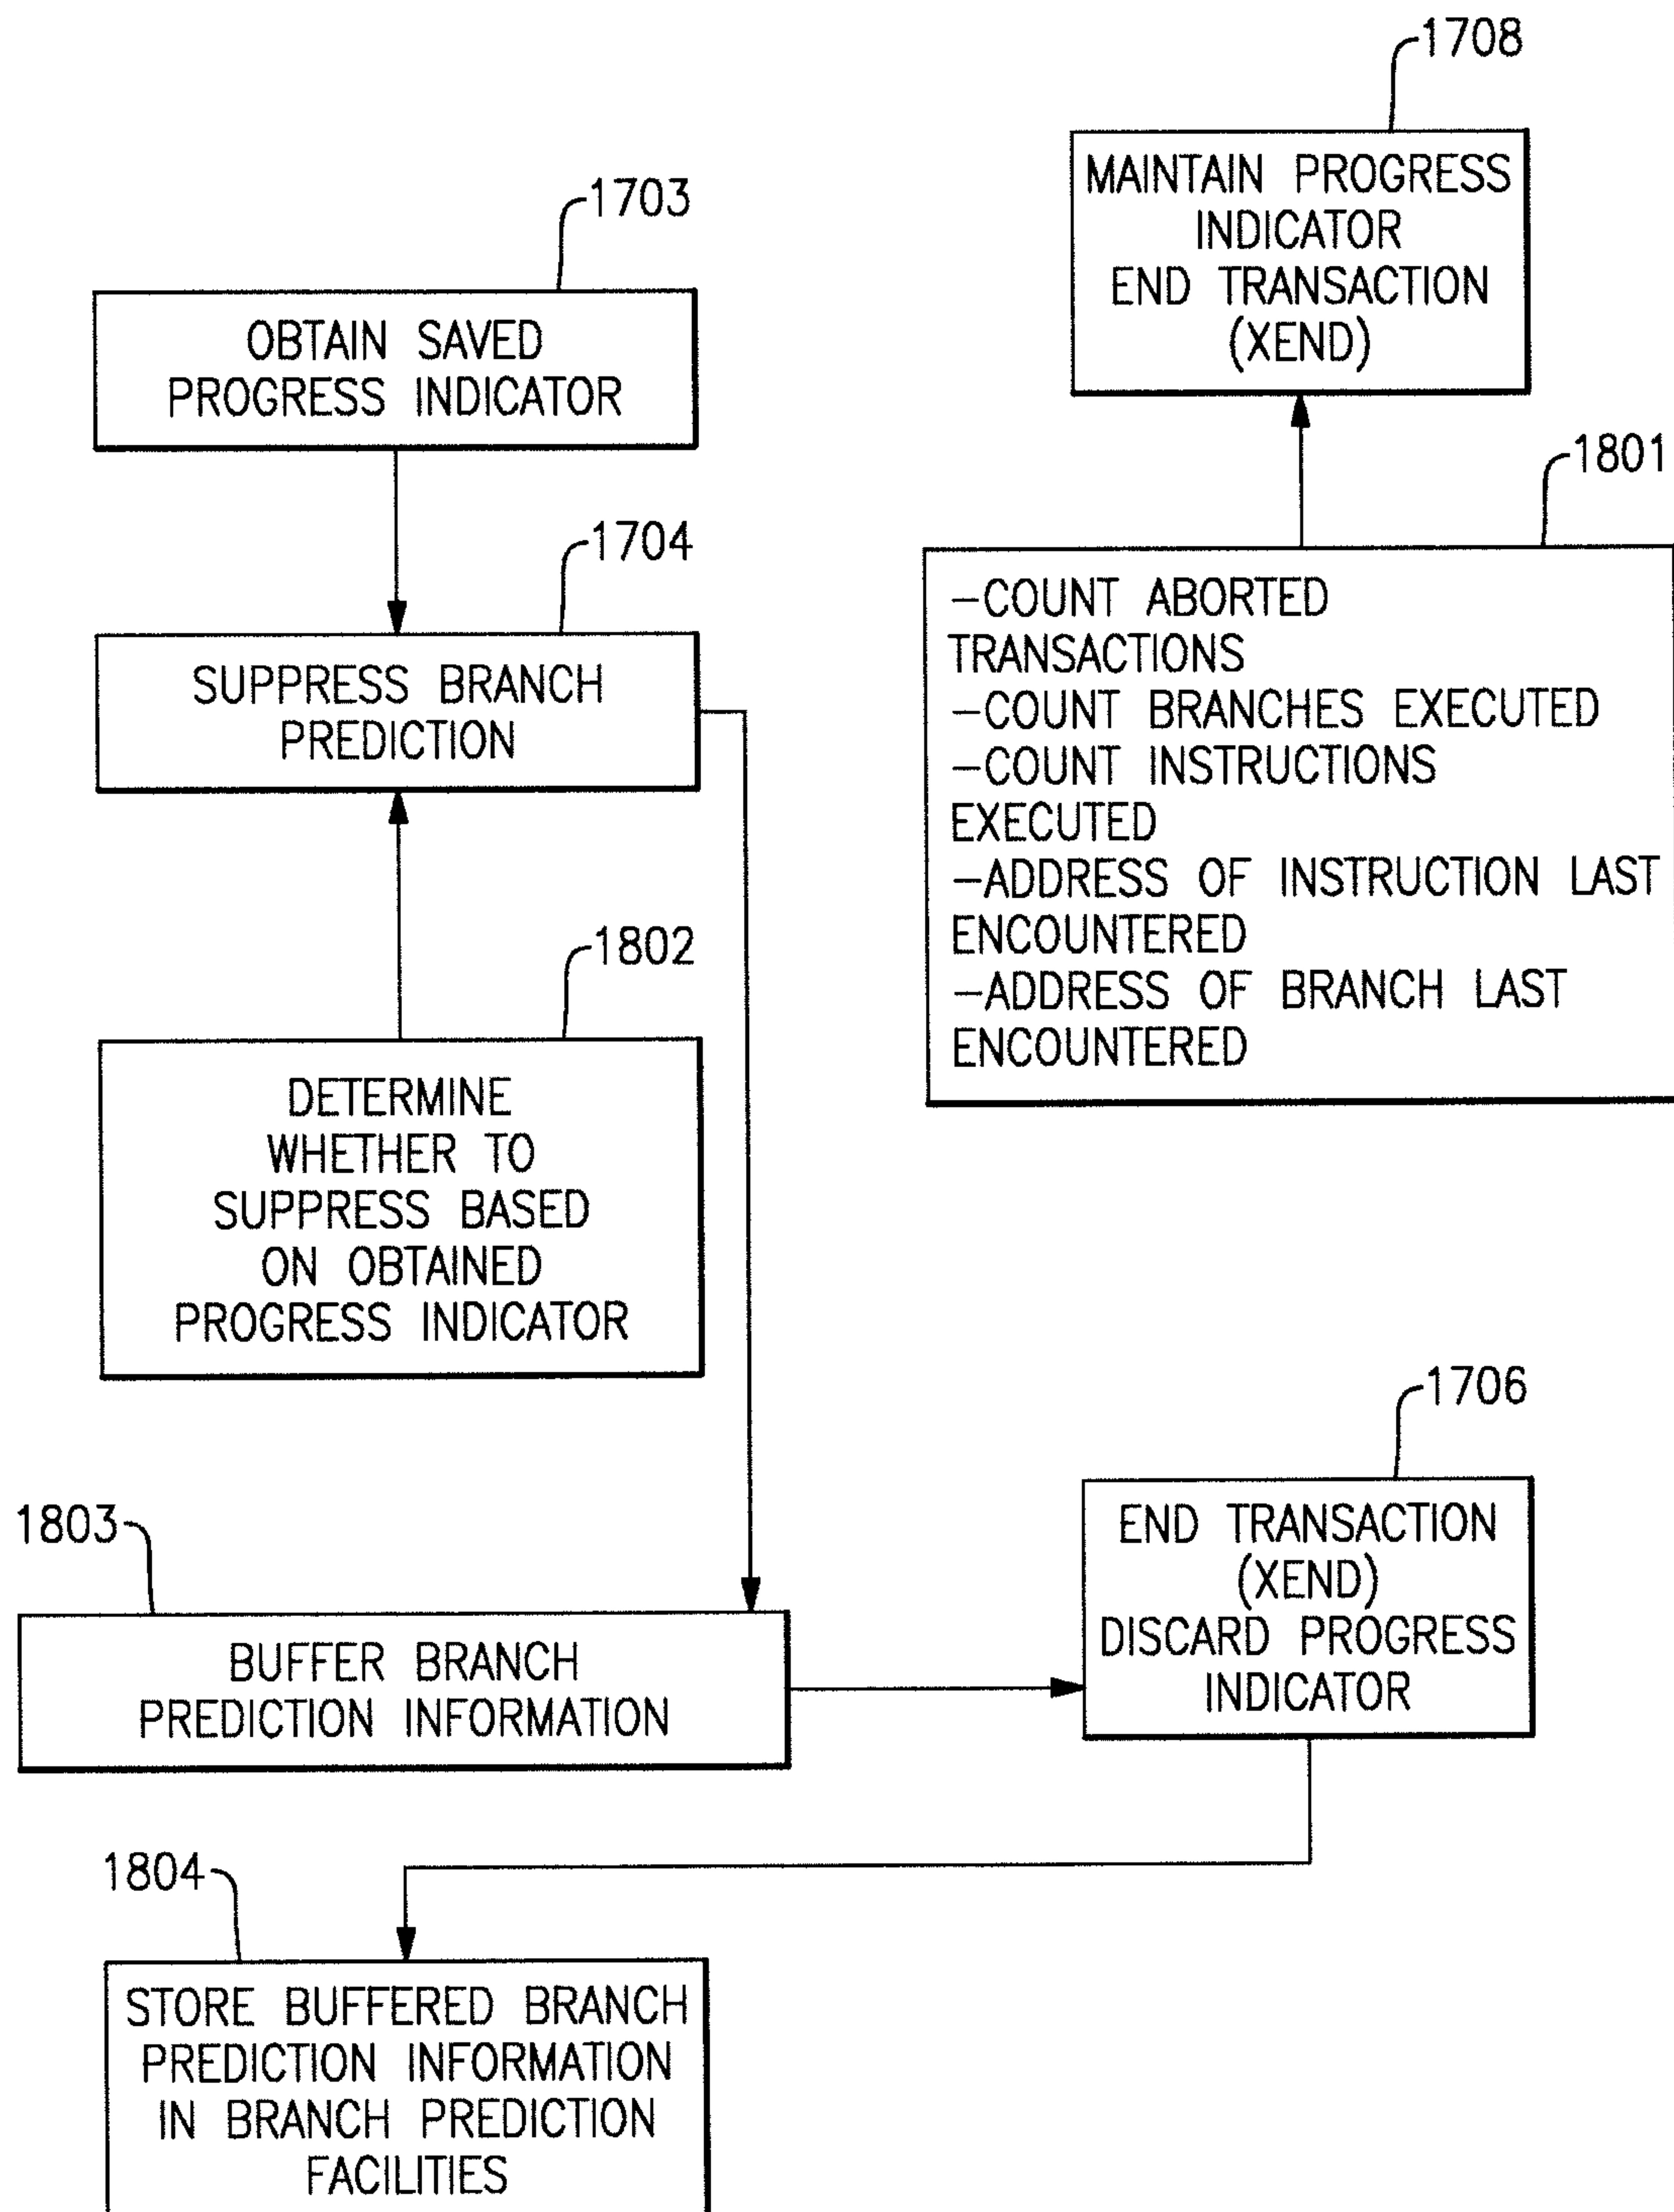 1708
MAINTAIN PROGRESS
INDICATOR
END TRANSACTION
(XEND)
1703
OBTAIN SAVED
PROGRESS INDICATOR
1801
-COUNT ABORTED
TRANSACTIONS
-COUNT BRANCHES EXECUTED
-COUNT INSTRUCTIONS
EXECUTED
-ADDRESS OF INSTRUCTION LAST
ENCOUNTERED
-ADDRESS OF BRANCH LAST
ENCOUNTERED
1704
SUPPRESS BRANCH
PREDICTION
1802
DETERMINE
WHETHER TO
SUPPRESS BASED
ON OBTAINED
PROGRESS INDICATOR
1706
END TRANSACTION
(XEND)
DISCARD PROGRESS
INDICATOR
1803
BUFFER BRANCH
PREDICTION INFORMATION
1804
STORE BUFFERED BRANCH
PREDICTION INFORMATION
IN BRANCH PREDICTION
FACILITIES